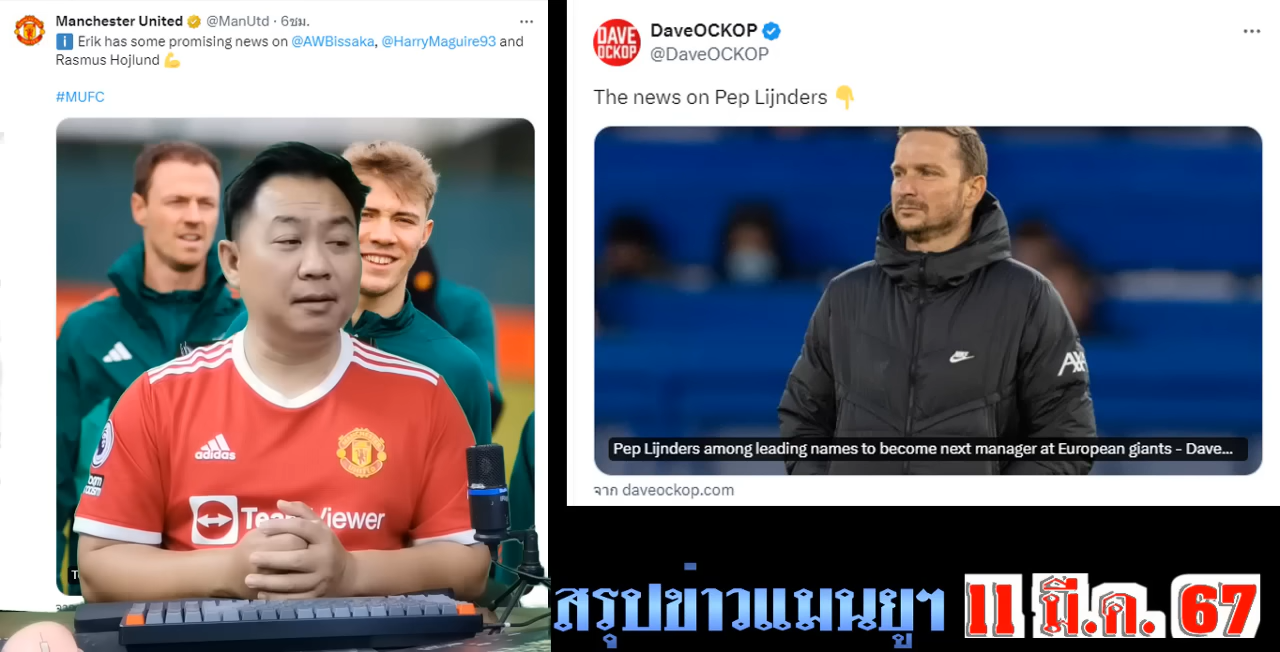 Manchester United @ManUtd · 6ชม.
Erik has some promising news on @AWBissaka, @HarryMaguire93 and
Rasmus Hojlund
#MUFC
adidas
TeamViewer
DAVE
OCKOP
DaveOCKOP
@DaveOCKOP
The news on Pep Lijnders
AXA
Pep Lijnders among leading names to become next manager at European giants - Dave...
จาก daveockop.com
สรุปข่าวแมนยูฯ 11 มี.ค. 67